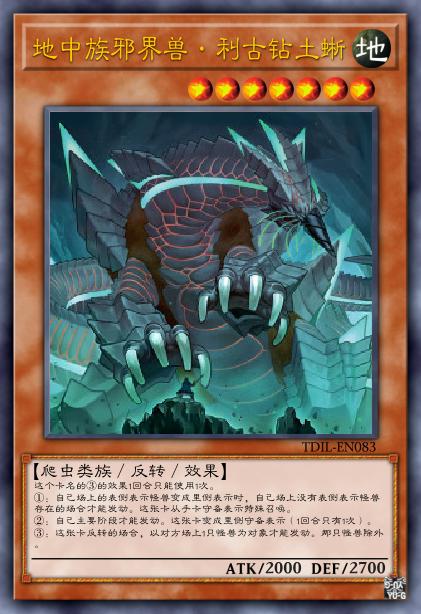 地中族邪界兽・利古钻土蜥
地
TDIL-EN083
【爬虫类族／反转／效果】
这个卡名的③的效果1回合只能使用1次。
①：自己场上的表侧表示怪兽变成里侧表示时，自己场上没有表侧表示怪兽
存在的场合才能发动。这张卡从手卡守备表示特殊召唤。
②：自己主要阶段才能发动。这张卡变成里侧守备表示（1回合只有1次）。
③：这张卡反转的场合，以对方场上1只怪兽为对象才能发动。那只怪兽除外
。
ATK/2000 DEF/2700